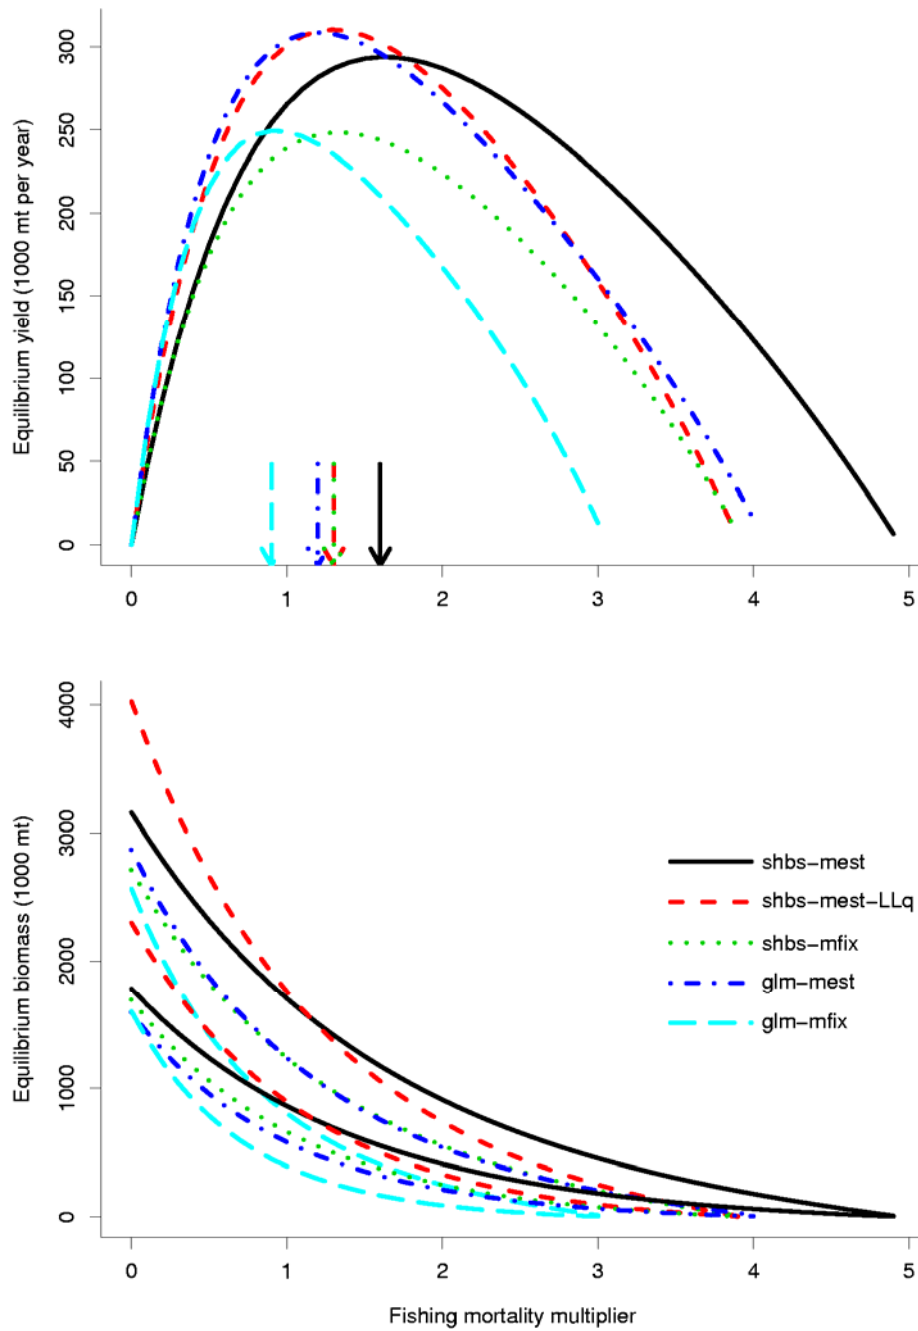 Equilibrium yield (1000 mt per year)
300
250
200
150
100
50
0
0 1 2 3 4 5
Equilibrium biomass (1000 mt)
4000
3000
2000
1000
0
shbs−mest
shbs−mest−LLq
shbs−mfix
glm−mest
glm−mfix
0 1 2 3 4 5
Fishing mortality multiplier